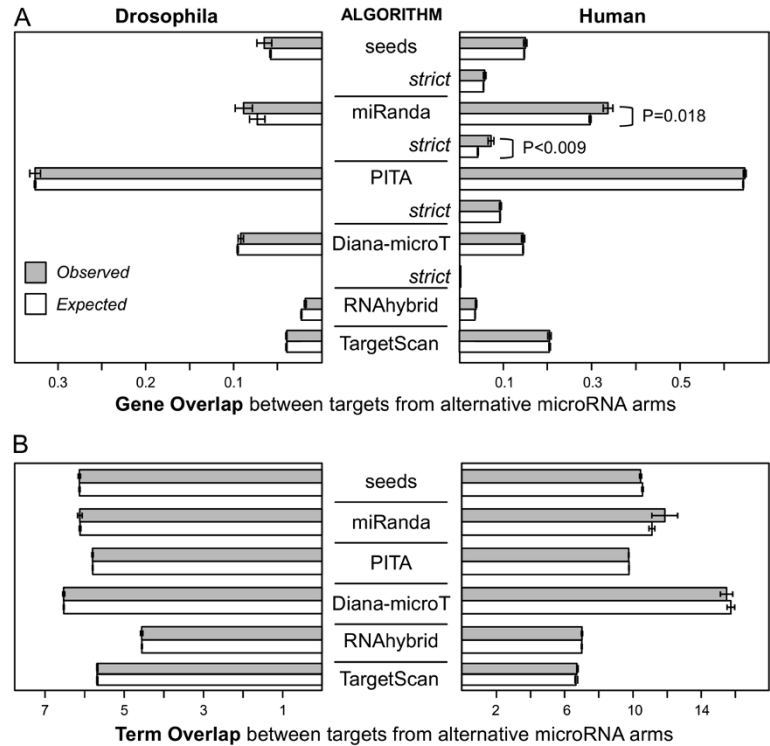 A
Drosophila ALGORITHM Human
seeds
strict
miRanda
P=0.018
strict
P<0.009
PITA
strict
Diana-microT
strict
Observed
Expected
RNAhybrid
TargetScan
0.3 0.2 0.1 0.1 0.3 0.5
Gene Overlap between targets from alternative microRNA arms
B
seeds
miRanda
PITA
Diana-microT
RNAhybrid
TargetScan
7 5 3 1 2 6 10 14
Term Overlap between targets from alternative microRNA arms